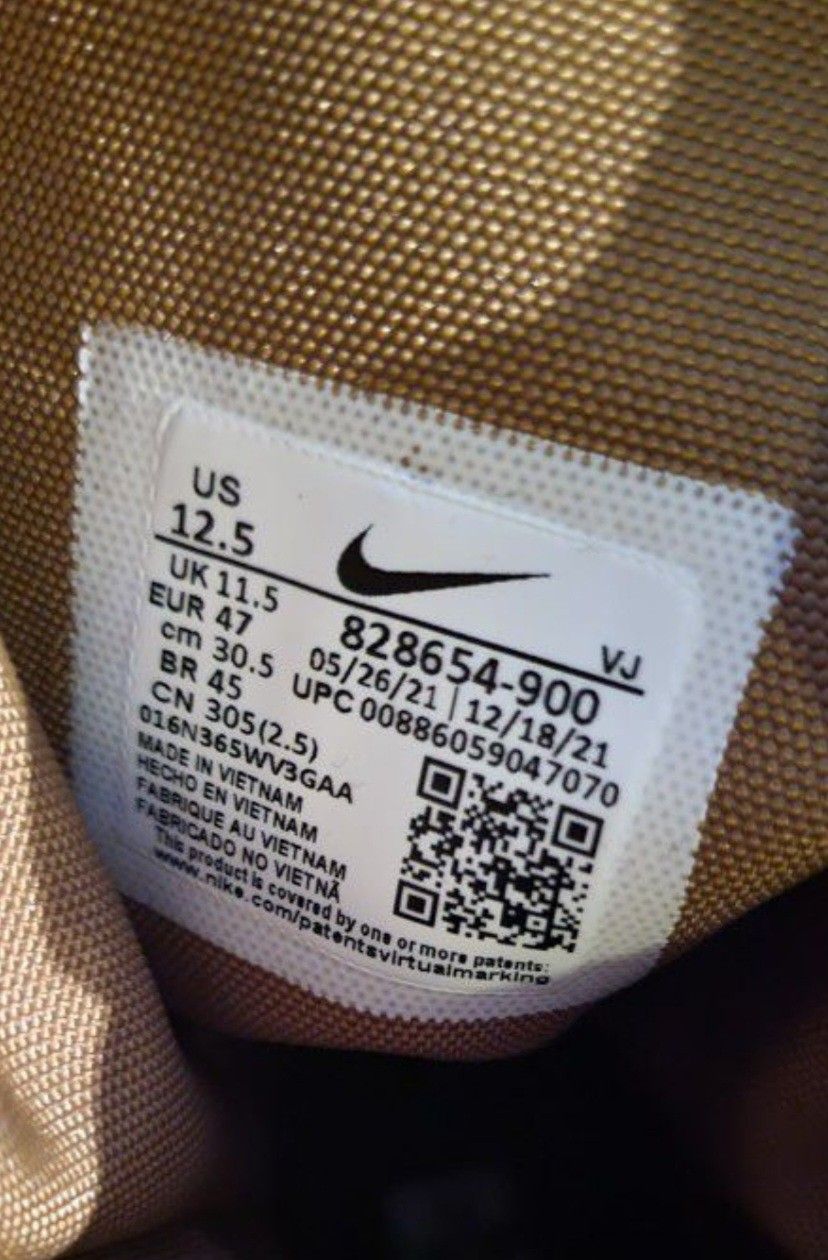 US
12.5
VJ
UK 11.5
EUR 47
cm 30.5
BR 45
CN 305(2.5)
828654-900
05/26/21 | 12/18/21
UPC 00886059047070
016N365WV3GAA
MADE IN VIETNAM
HECHO EN VIETNAM
FABRIQUE AU VIETNAM
FABRICADO NO VIETNÃ
This product is covered by one or more patents:
www.nike.com/patentsvirtualmarking